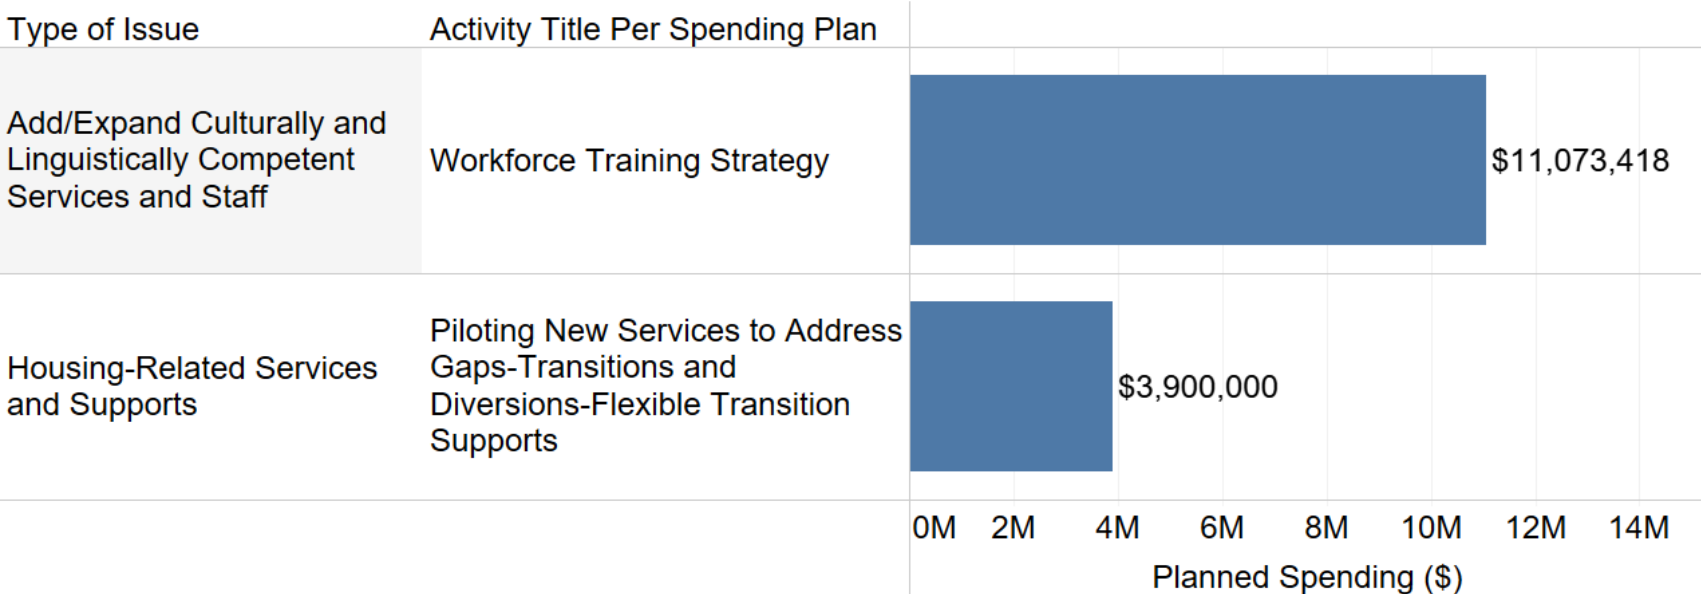 Type of Issue
Activity Title Per Spending Plan
Add/Expand Culturally and
Linguistically Competent
Services and Staff
Workforce Training Strategy
$11,073,418
Housing-Related Services
and Supports
Piloting New Services to Address
Gaps-Transitions and
Diversions-Flexible Transition
Supports
$3,900,000
0M 2M 4M 6M 8M 10M 12M 14M
Planned Spending ($)